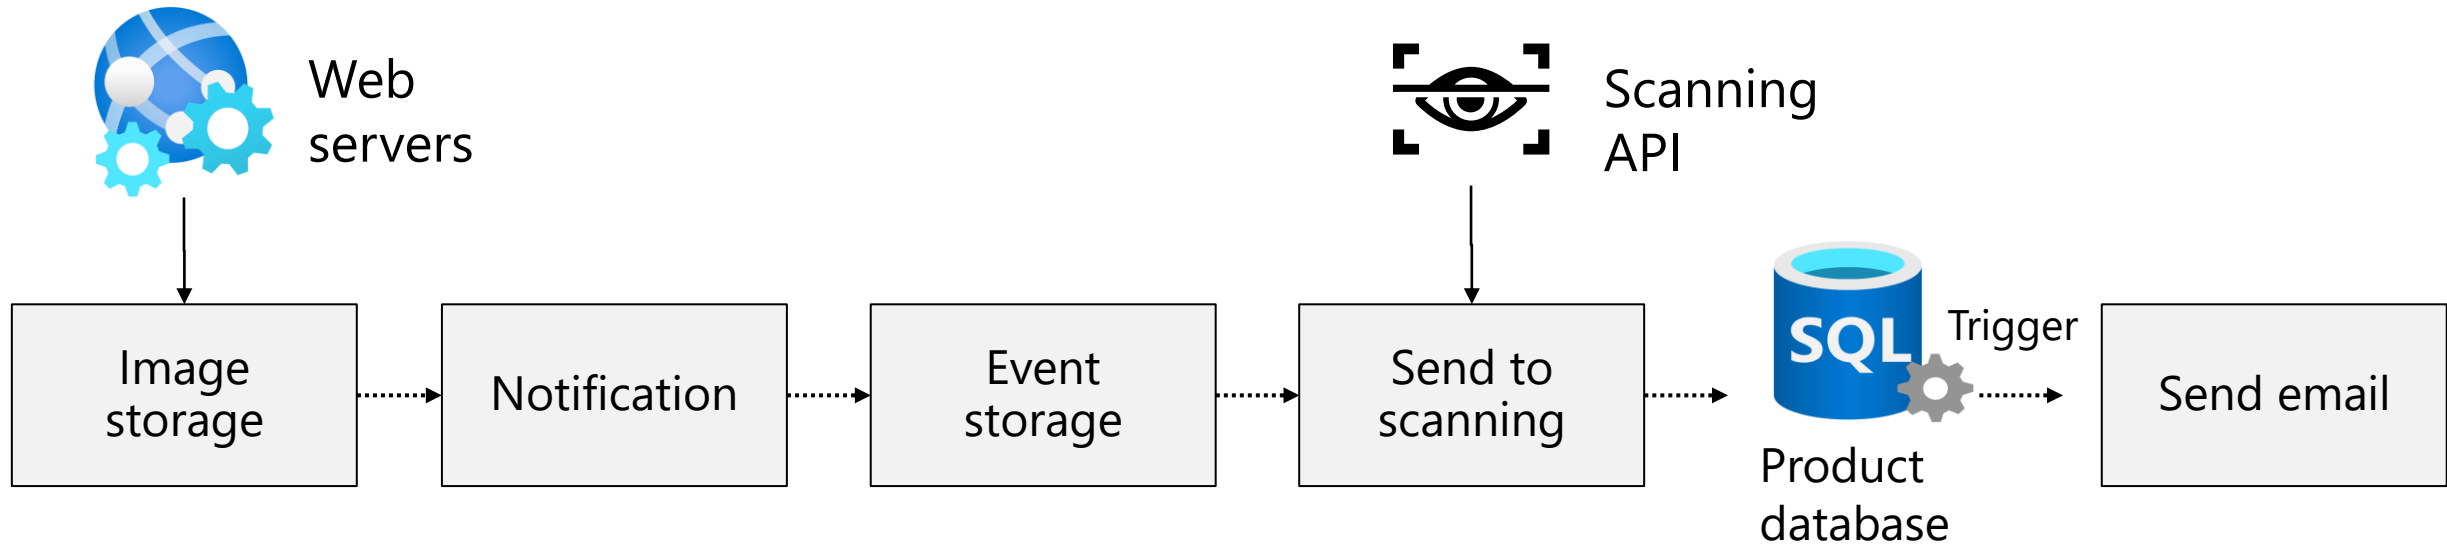 Web
servers
Scanning
API
Image
storage
Notification
Event
storage
Send to
scanning
SQL
Trigger
Product
database
Send email